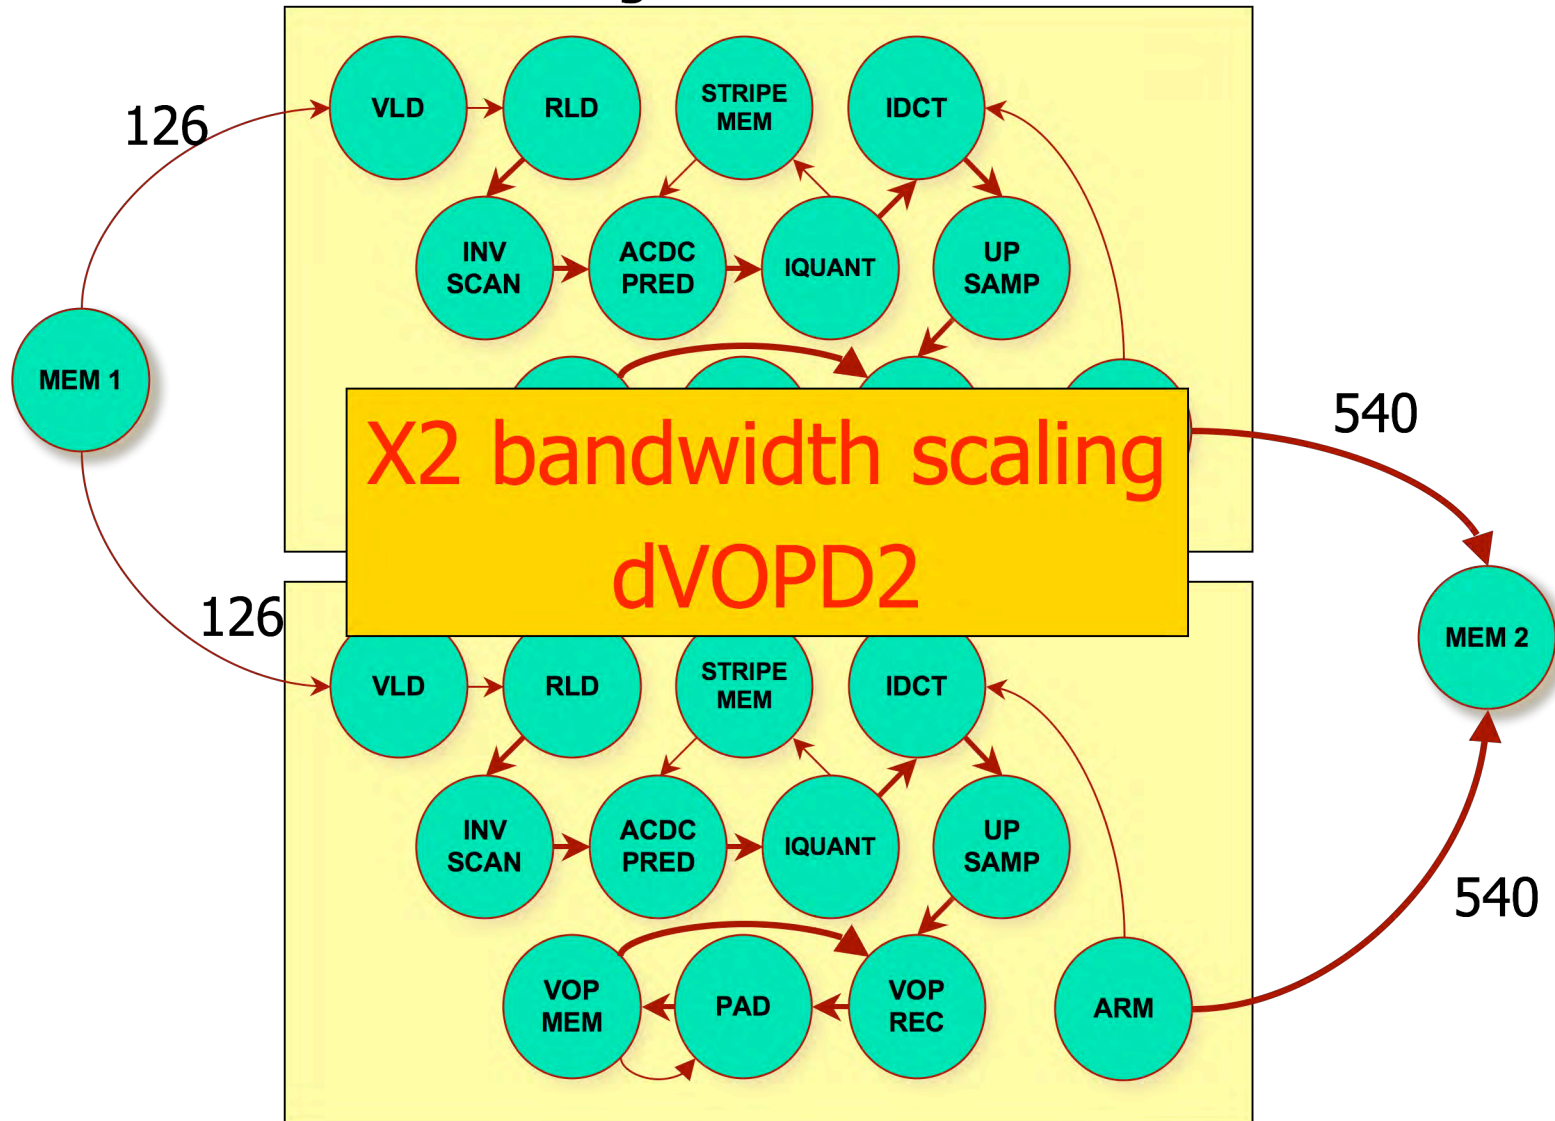 VLD
RLD
STRIPE
MEM
IDCT
126
INV
SCAN
ACDC
PRED
IQUANT
UP
SAMP
MEM 1
540
X2 bandwidth scaling
dVOPD2
126
MEM 2
VLD
RLD
STRIPE
MEM
IDCT
INV
SCAN
ACDC
PRED
IQUANT
UP
SAMP
540
VOP
MEM
PAD
VOP
REC
ARM